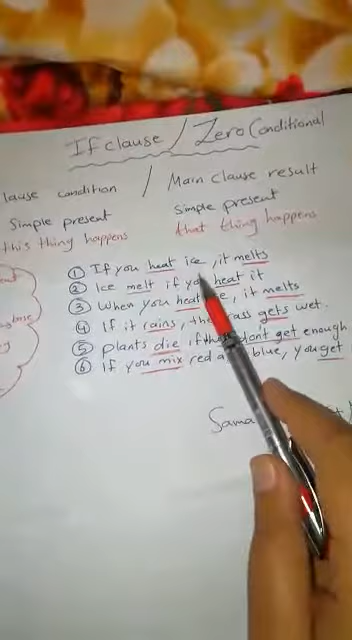 If clause / Zero Conditional
lause condition / Main clause result
Simple present simple present
this thing happens that thing happens
① If you heat ice, it melts
② Ice melt if you heat it
③ When you heat ice, it melts
④ If it rains, the grass gets wet.
⑤ plants die if they don't get enough
⑥ If you mix red and blue, you get
Sama